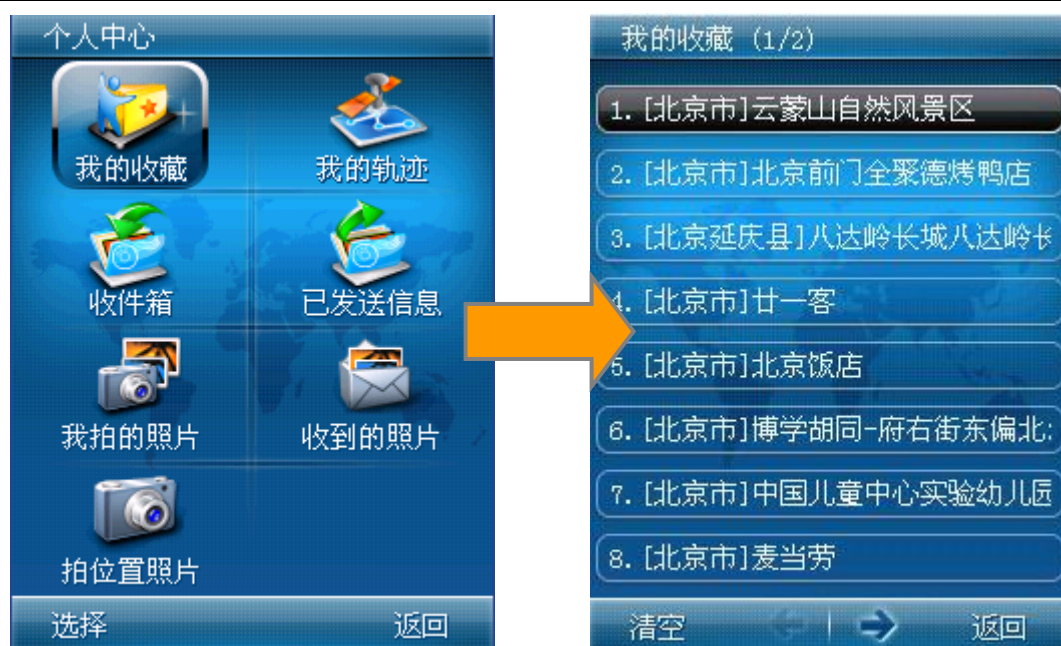 个人中心
我的收藏
我的轨迹
收件箱
已发送信息
我拍的照片
收到的照片
拍位置照片
选择
返回
我的收藏 (1/2)
1. [北京市]云蒙山自然风景区
2. [北京市]北京前门全聚德烤鸭店
3. [北京延庆县]八达岭长城八达岭长
4. [北京市]廿一客
5. [北京市]北京饭店
6. [北京市]博学胡同-府右街东偏北
7. [北京市]中国儿童中心实验幼儿园
8. [北京市]麦当劳
清空
返回